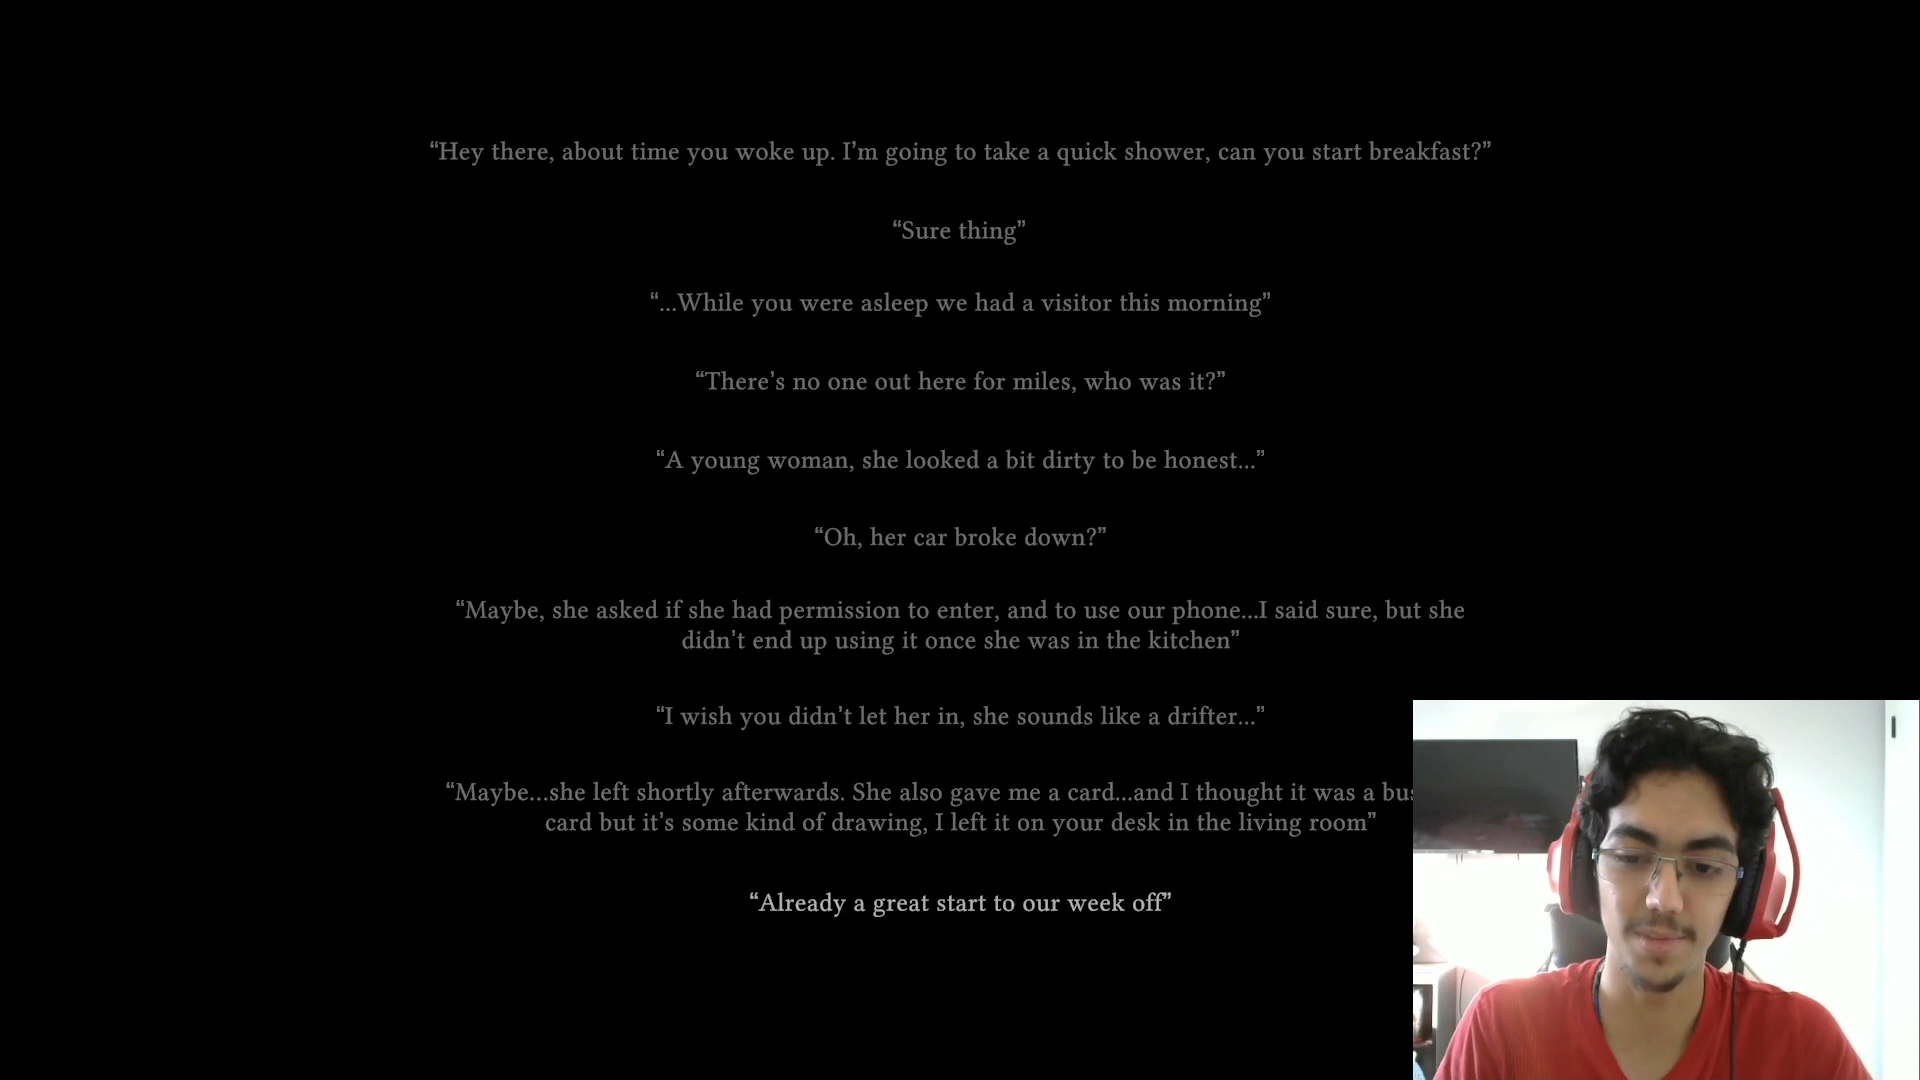 “Hey there, about time you woke up. I’m going to take a quick shower, can you start breakfast?”
“Sure thing”
“...While you were asleep we had a visitor this morning”
“There’s no one out here for miles, who was it?”
“A young woman, she looked a bit dirty to be honest...”
“Oh, her car broke down?”
“Maybe, she asked if she had permission to enter, and to use our phone...I said sure, but she
didn’t end up using it once she was in the kitchen”
“I wish you didn’t let her in, she sounds like a drifter...”
“Maybe...she left shortly afterwards. She also gave me a card...and I thought it was a
card but it’s some kind of drawing, I left it on your desk in the living room”
“Already a great start to our week off”